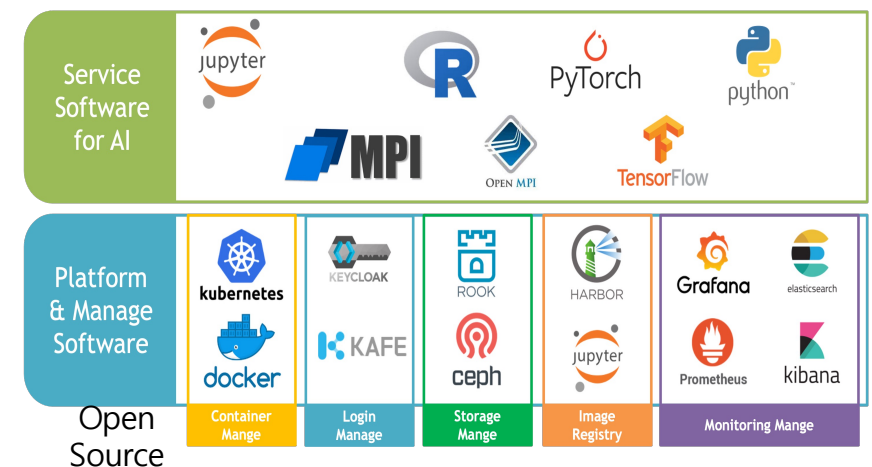 Service
Software
for AI
jupyter
R
PyTorch
python™
MPI
OPEN MPI
TensorFlow
Platform
& Manage
Software
kubernetes
docker
KEYCLOAK
KAFE
ROOK
ceph
HARBOR
jupyter
Grafana
elasticsearch
Prometheus
kibana
Container
Mange
Login
Manage
Storage
Mange
Image
Registry
Monitoring Mange
Open
Source